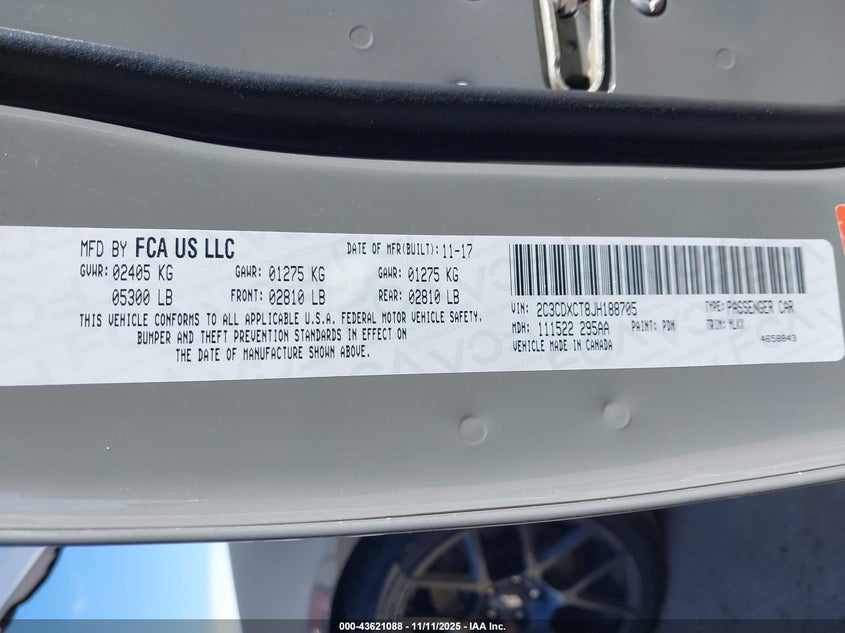 MFD BY FCA US LLC DATE OF MFR(BUILT): 11-17
GVWR: 02405 KG GAWR: 01275 KG GAWR: 01275 KG
05300 LB FRONT: 02810 LB REAR: 02810 LB
THIS VEHICLE CONFORMS TO ALL APPLICABLE U.S.A. FEDERAL MOTOR VEHICLE SAFETY,
BUMPER AND THEFT PREVENTION STANDARDS IN EFFECT ON
THE DATE OF MANUFACTURE SHOWN ABOVE.
VIN: 2C3CDXCT8JH188705 TYPE: PASSENGER CAR
MDH: 111522 295AA PAINT: PDN TRIM: HLXX
VEHICLE MADE IN CANADA 4658843
000-43621088 - 11/11/2025 - IAA Inc.